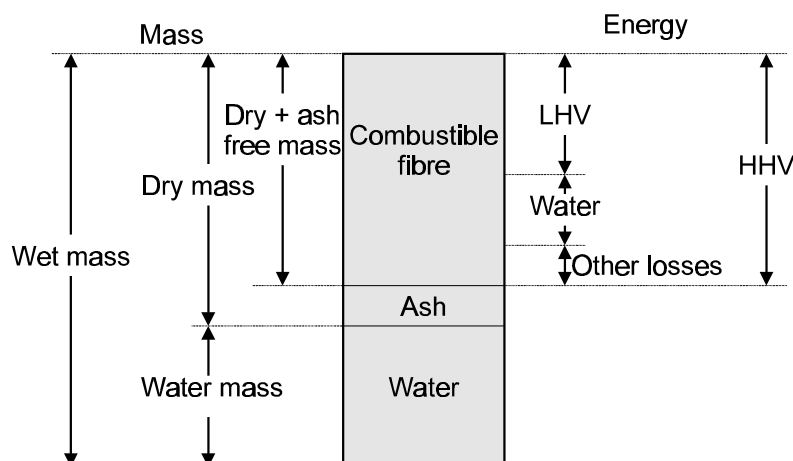 Mass
Energy
Dry + ash
free mass
Combustible
fibre
LHV
HHV
Dry mass
Water
Wet mass
Other losses
Ash
Water mass
Water